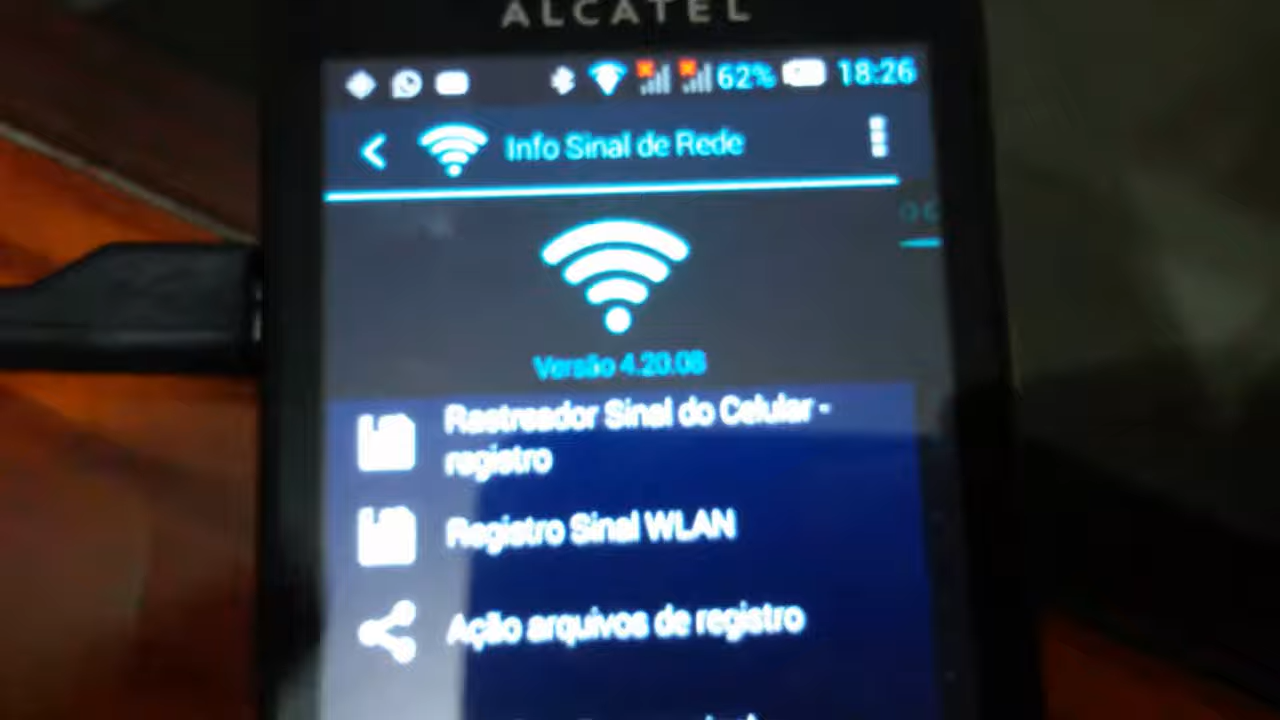 ALCATEL
62% 18:26
Info Sinal de Rede
Versão 4.20.08
Rastreador Sinal do Celular -
registro
Registro Sinal WLAN
Ação arquivos de registro